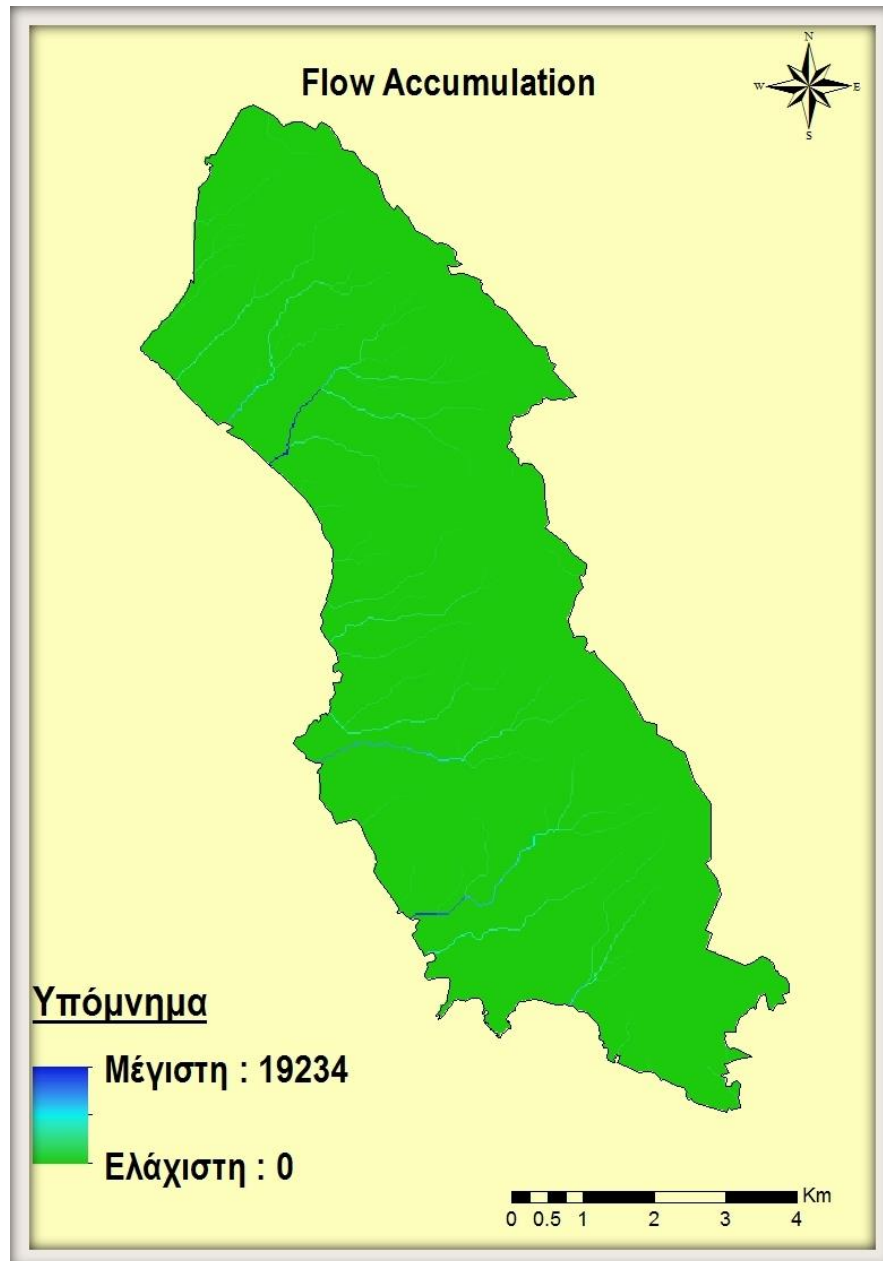 Flow Accumulation
N
W E
S
Υπόμνημα
Μέγιστη : 19234
Ελάχιστη : 0
Km
0 0.5 1 2 3 4